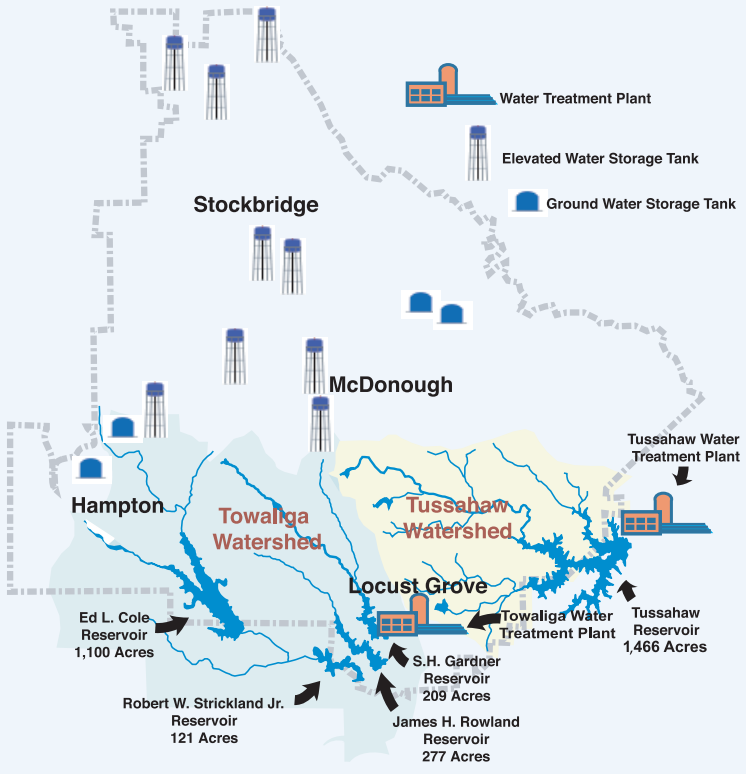 Water Treatment Plant
Elevated Water Storage Tank
Ground Water Storage Tank
Stockbridge
McDonough
Tussahaw Water
Treatment Plant
Hampton
Towaliga
Watershed
Tussahaw
Watershed
Locust Grove
Ed L. Cole
Reservoir
1,100 Acres
Towaliga Water
Treatment Plant
Tussahaw
Reservoir
1,466 Acres
S.H. Gardner
Reservoir
209 Acres
Robert W. Strickland Jr.
Reservoir
121 Acres
James H. Rowland
Reservoir
277 Acres